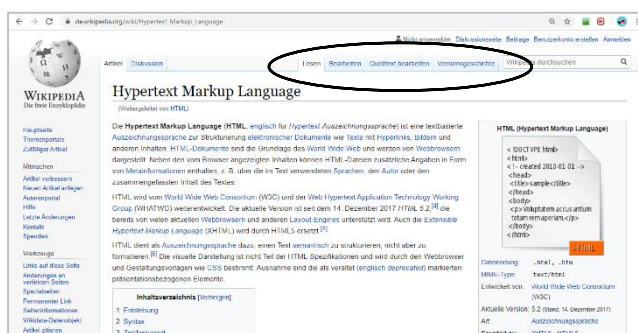 de.wikipedia.org/wiki/Hypertext_Markup_Language
Nicht angemeldet Diskussionsseite Beiträge Benutzerkonto erstellen Anmelden
Artikel Diskussion Lesen Bearbeiten Quelltext bearbeiten Versionsgeschichte Wikipedia durchsuchen
WIKIPEDIA
Die freie Enzyklopädie
Hauptseite
Themenportale
Zufälliger Artikel
Mitmachen
Artikel verbessern
Neuen Artikel anlegen
Autorenportal
Hilfe
Letzte Änderungen
Kontakt
Spenden
Werkzeuge
Links auf diese Seite
Änderungen an
verlinkten Seiten
Spezialseiten
Permanenter Link
Seiteninformationen
Wikidata-Datenobjekt
Artikel zitieren
Hypertext Markup Language
(Weitergeleitet von HTML)
Die Hypertext Markup Language (HTML, englisch für Hypertext-Auszeichnungssprache) ist eine textbasierte
Auszeichnungssprache zur Strukturierung elektronischer Dokumente wie Texte mit Hyperlinks, Bildern und
anderen Inhalten. HTML-Dokumente sind die Grundlage des World Wide Web und werden von Webbrowsern
dargestellt. Neben den vom Browser angezeigten Inhalten können HTML-Dateien zusätzliche Angaben in Form
von Metainformationen enthalten, z. B. über die im Text verwendeten Sprachen, den Autor oder den
zusammengefassten Inhalt des Textes.
HTML wird vom World Wide Web Consortium (W3C) und der Web Hypertext Application Technology Working
Group (WHATWG) weiterentwickelt. Die aktuelle Version ist seit dem 14. Dezember 2017 HTML 5.2,[4] die
bereits von vielen aktuellen Webbrowsern und anderen Layout-Engines unterstützt wird. Auch die Extensible
Hypertext Markup Language (XHTML) wird durch HTML5 ersetzt.[5]
HTML dient als Auszeichnungssprache dazu, einen Text semantisch zu strukturieren, nicht aber zu
formatieren.[6] Die visuelle Darstellung ist nicht Teil der HTML Spezifikationen und wird durch den Webbrowser
und Gestaltungsvorlagen wie CSS bestimmt. Ausnahme sind die als veraltet (englisch deprecated) markierten
präsentationsbezogenen Elemente.
Inhaltsverzeichnis [Verbergen]
1 Entstehung
2 Syntax
3 Textbeispiel
HTML (Hypertext Markup Language)
<!DOCTYPE html>
<html>
<!-- created 2010-01-01 -->
<head>
<title>sample</title>
</head>
<body>
<p>Voluptatem accusantium
totam rem aperiam.</p>
</body>
</html>
HTML
Dateiendung: .html, .htm
MIME-Type: text/html
Entwickelt von: World Wide Web Consortium
(W3C)
Aktuelle Version: 5.2 (Stand: 14. Dezember 2017)
Art: Auszeichnungssprache